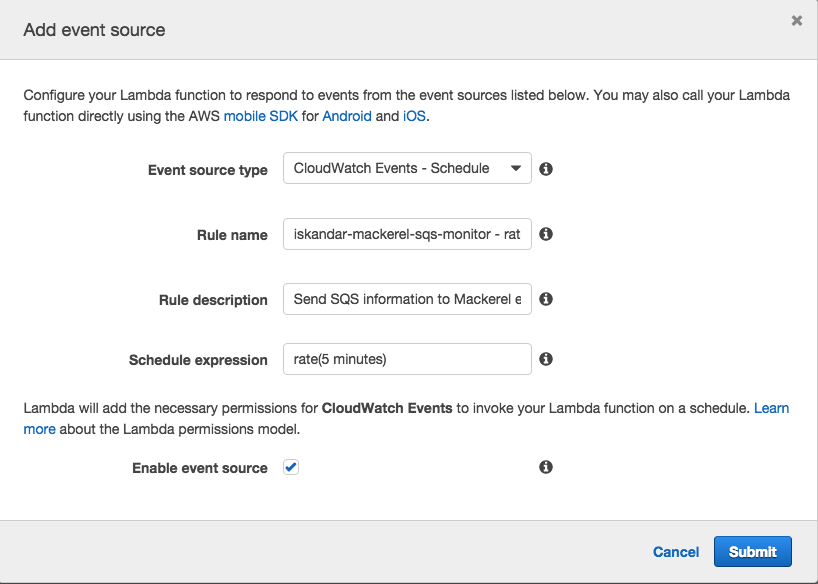 Add event source
Configure your Lambda function to respond to events from the event sources listed below. You may also call your Lambda
function directly using the AWS mobile SDK for Android and iOS.
Event source type CloudWatch Events - Schedule
Rule name iskandar-mackerel-sqs-monitor - rat
Rule description Send SQS information to Mackerel e
Schedule expression rate(5 minutes)
Lambda will add the necessary permissions for CloudWatch Events to invoke your Lambda function on a schedule. Learn
more about the Lambda permissions model.
Enable event source
Cancel Submit